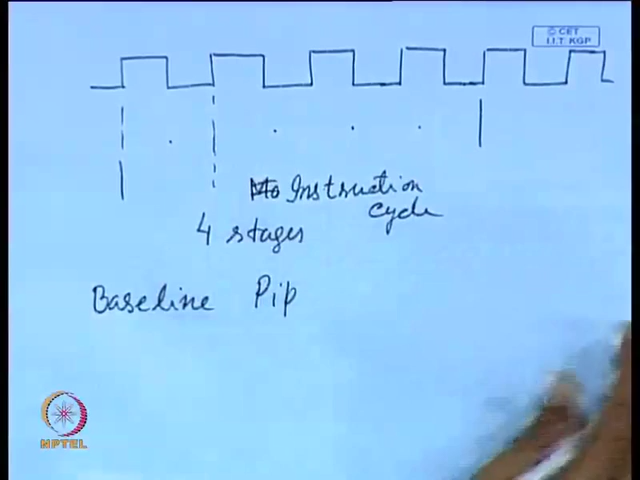 © CET
I.I.T. KGP
Instruction
cycle
4 stages
Baseline Pip
NPTEL